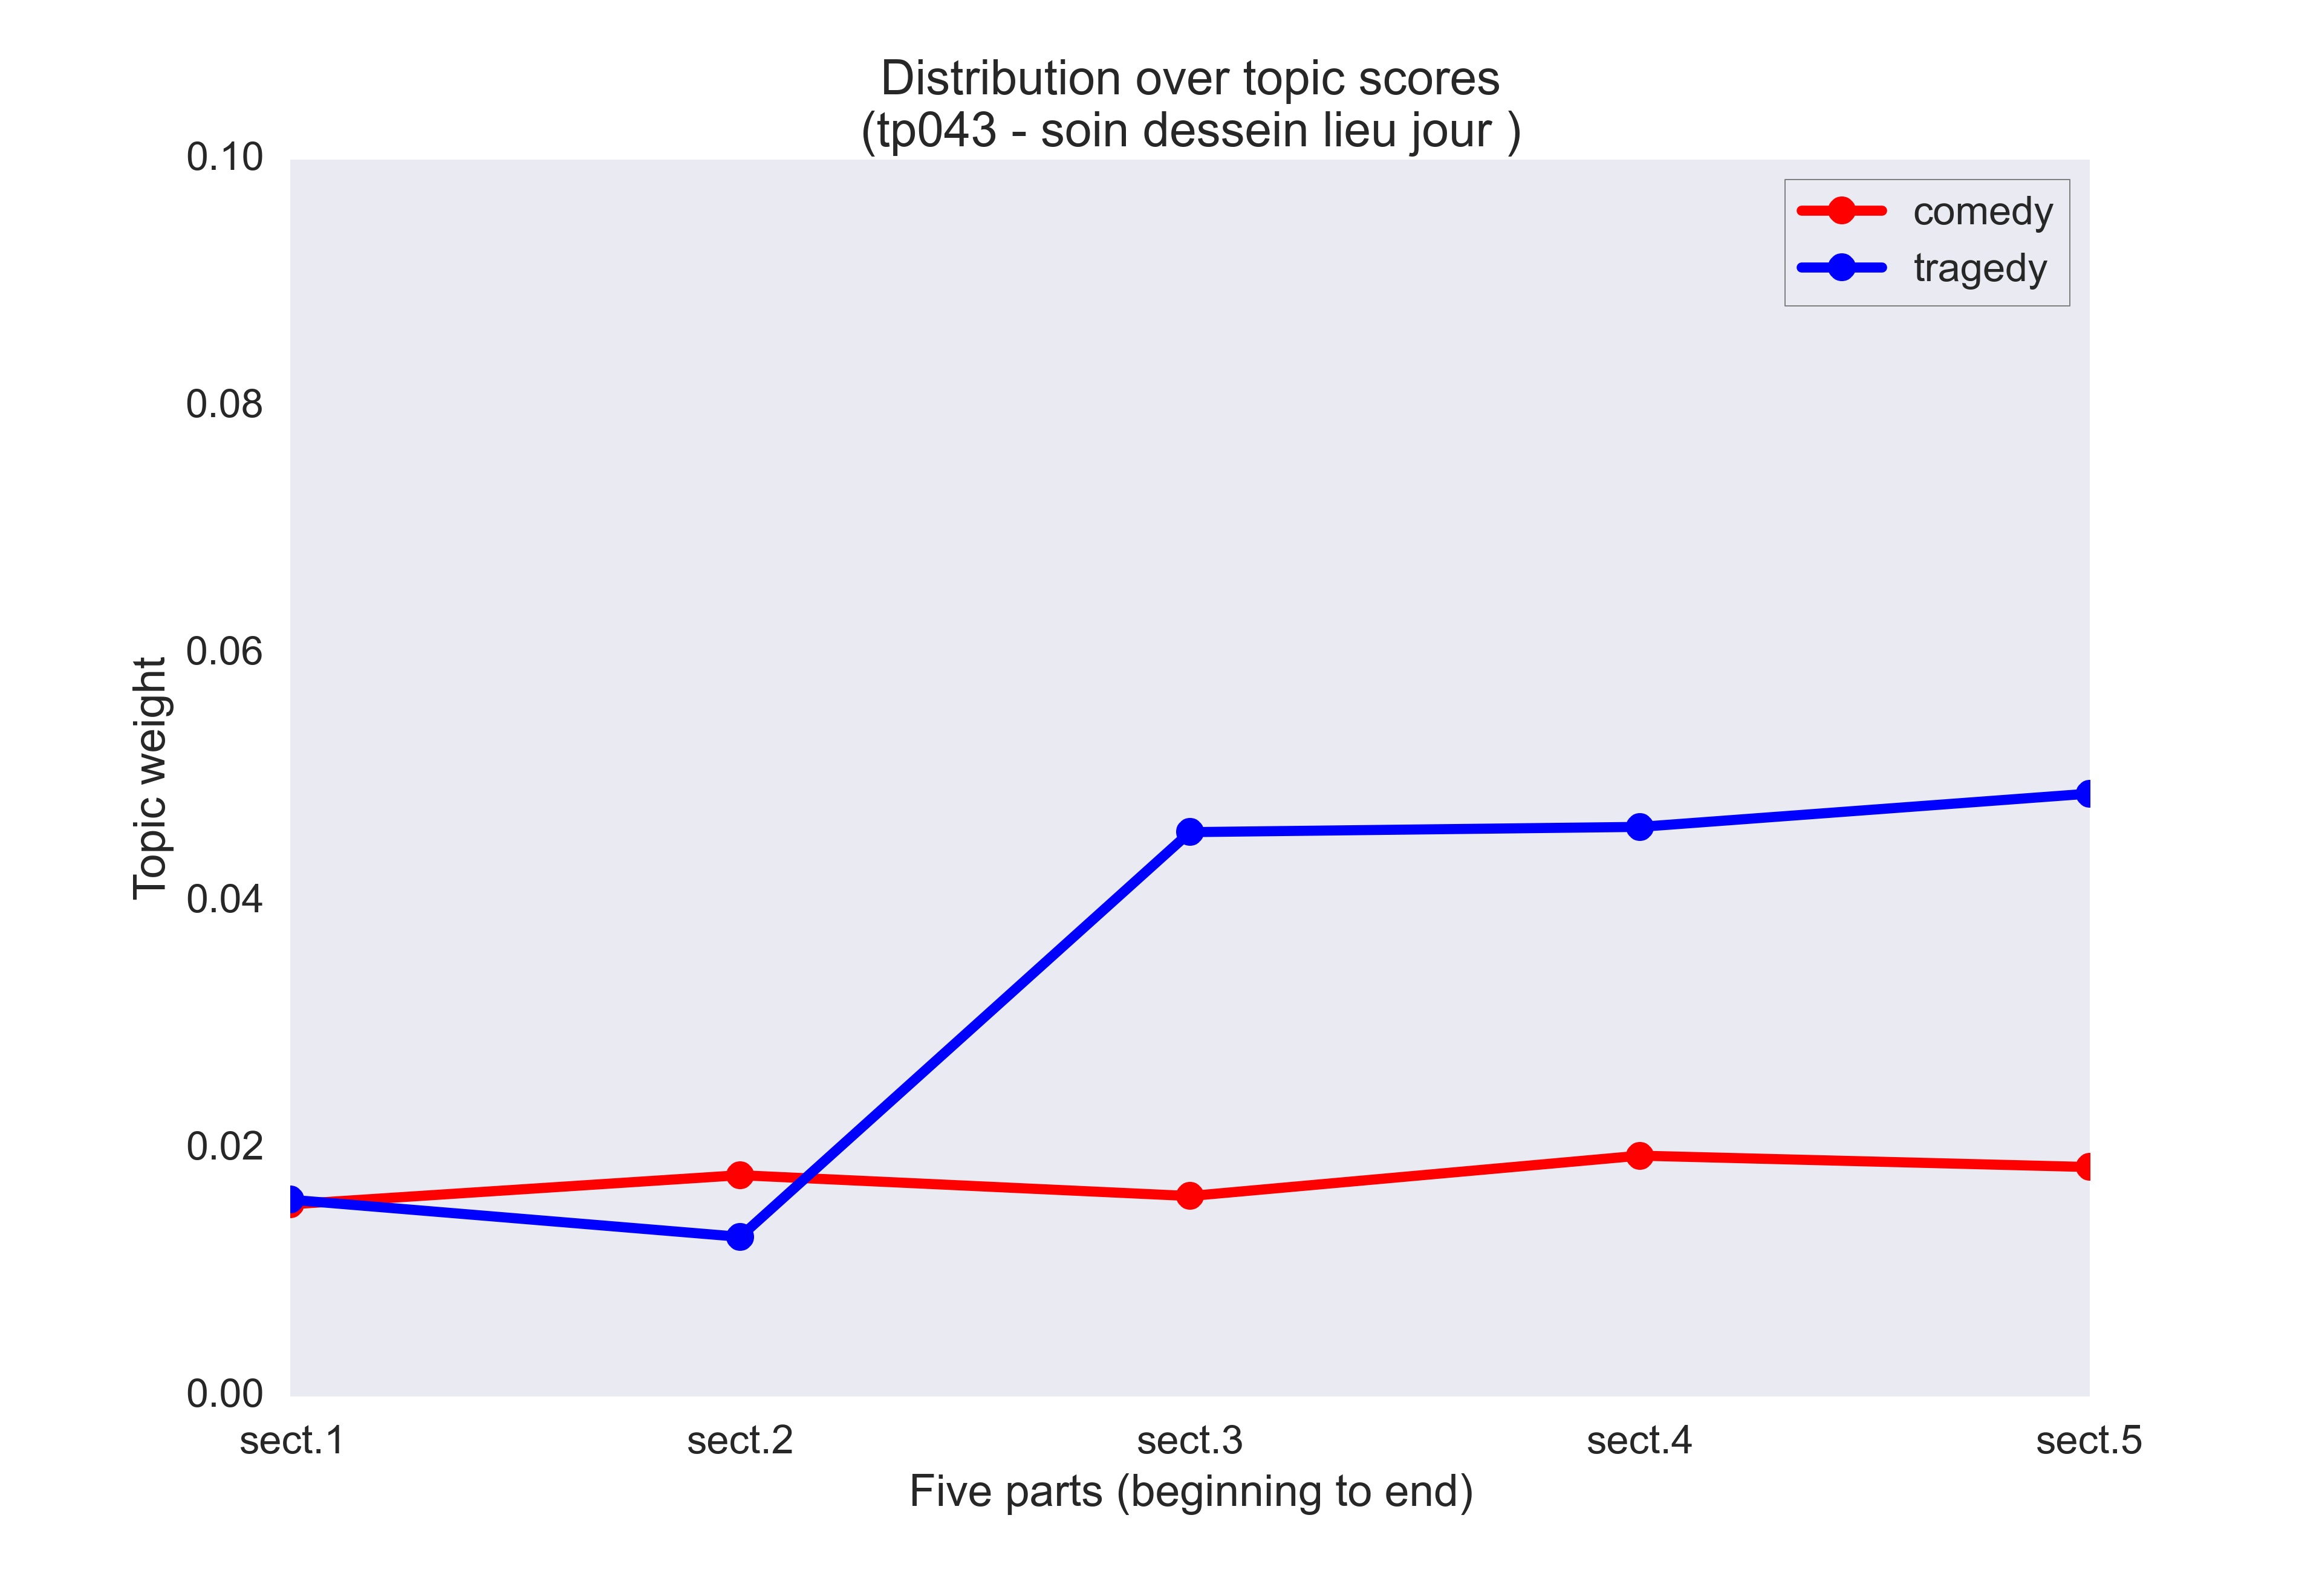 Distribution over topic scores
(tp043 - soin dessein lieu jour )
0.10
0.08
0.06
0.04
0.02
0.00
Topic weight
comedy
tragedy
sect.1
sect.2
sect.3
sect.4
sect.5
Five parts (beginning to end)